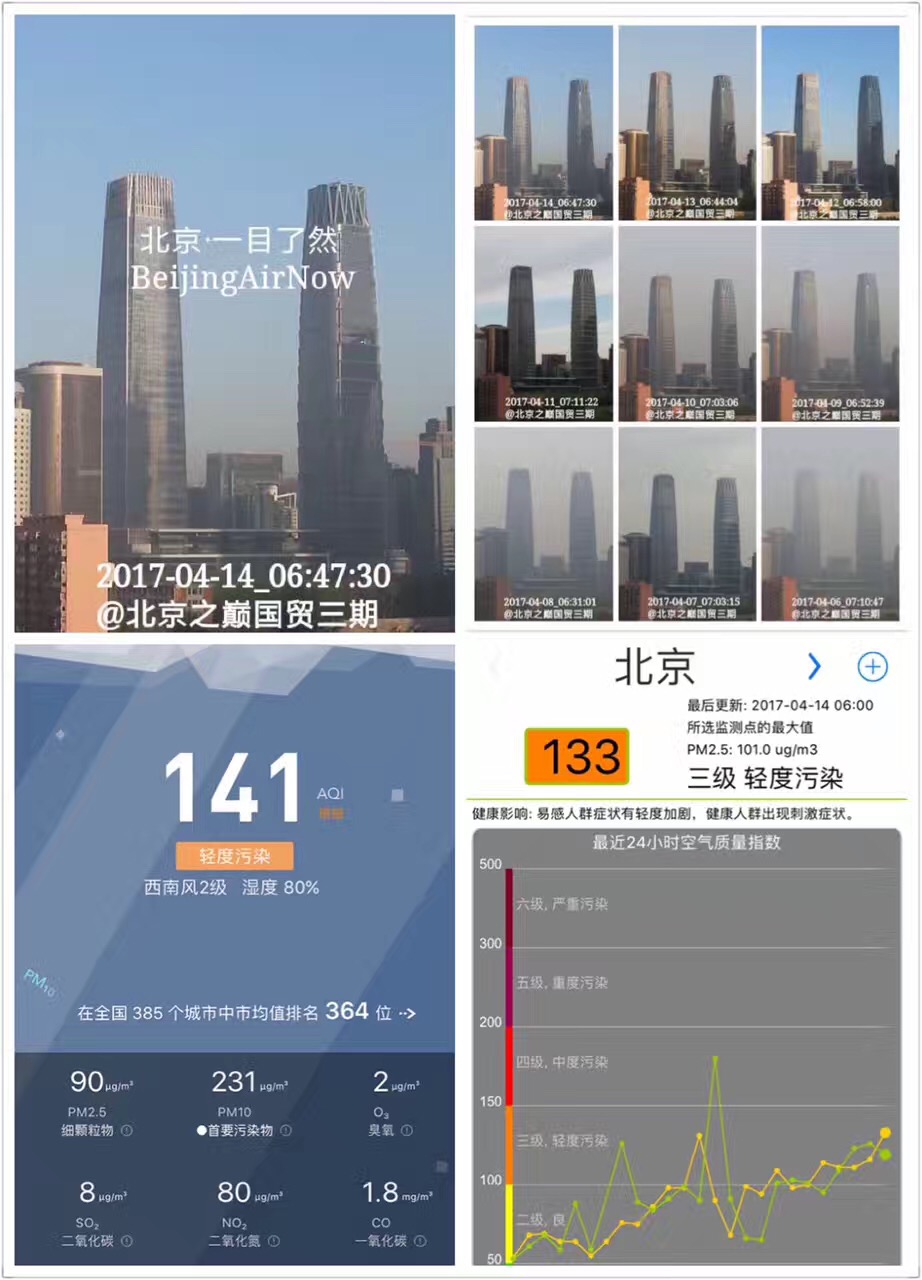 北京·一目了然
BeijingAirNow
2017-04-14_06:47:30
@北京之巅国贸三期
2017-04-14_06:47:30
@北京之巅国贸三期
2017-04-13_06:44:04
@北京之巅国贸三期
2017-04-12_06:58:00
@北京之巅国贸三期
2017-04-11_07:11:22
@北京之巅国贸三期
2017-04-10_07:03:06
@北京之巅国贸三期
2017-04-09_06:52:39
@北京之巅国贸三期
2017-04-08_06:31:01
@北京之巅国贸三期
2017-04-07_07:03:15
@北京之巅国贸三期
2017-04-06_07:10:47
@北京之巅国贸三期
141 AQI
轻度污染
西南风2级 湿度 80%
PM₁₀
在全国 385 个城市中市均值排名 364 位
90 μg/m³
PM2.5
细颗粒物
231 μg/m³
PM10
首要污染物
2 μg/m³
O₃
臭氧
8 μg/m³
SO₂
二氧化硫
80 μg/m³
NO₂
二氧化氮
1.8 mg/m³
CO
一氧化碳
北京
133
最后更新: 2017-04-14 06:00
所选监测点的最大值
PM2.5: 101.0 ug/m3
三级 轻度污染
健康影响: 易感人群症状有轻度加剧，健康人群出现刺激症状。
最近24小时空气质量指数
500
六级, 严重污染
300
五级, 重度污染
200
四级, 中度污染
150
三级, 轻度污染
100
二级, 良
50